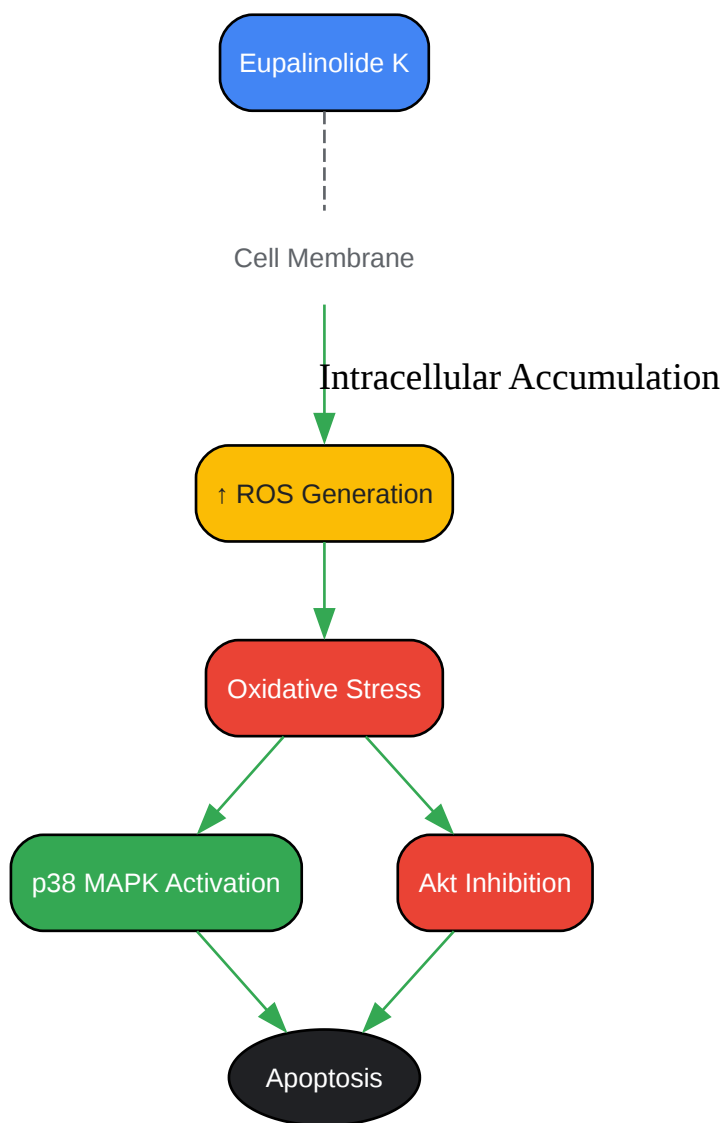 Eupalinolide K
Cell Membrane
Intracellular Accumulation
↑ ROS Generation
Oxidative Stress
p38 MAPK Activation
Akt Inhibition
Apoptosis